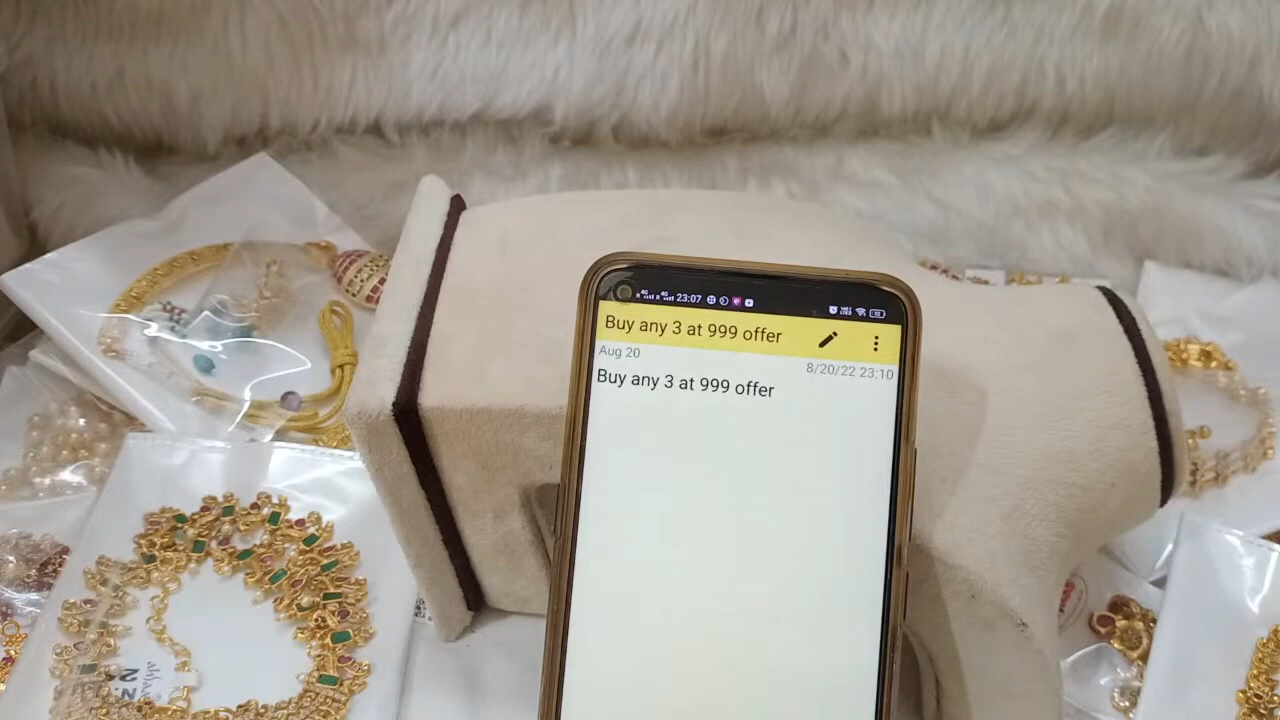 23:07
Buy any 3 at 999 offer
Aug 20
8/20/22 23:10
Buy any 3 at 999 offer